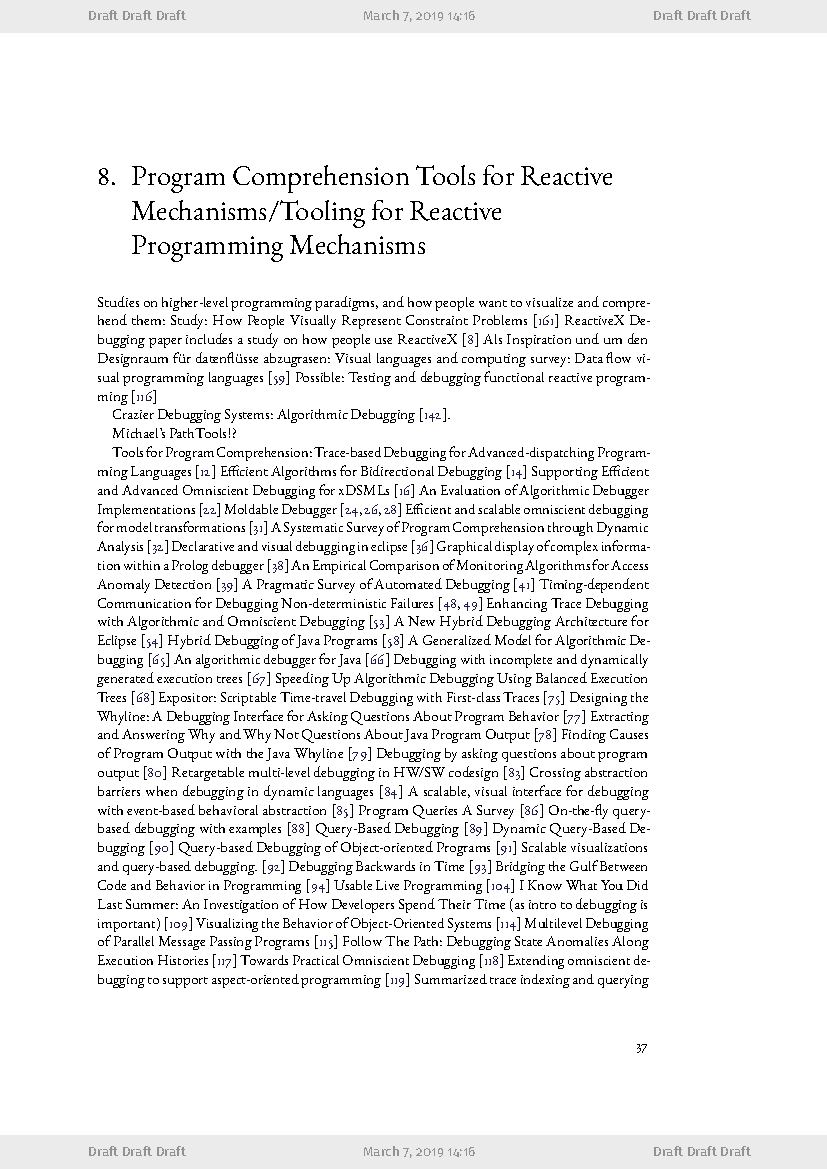 Draft Draft Draft March 7, 2019 14:16 Draft Draft Draft
8. Program Comprehension Tools for Reactive
Mechanisms/Tooling for Reactive
Programming Mechanisms
Studies on higher-level programming paradigms, and how people want to visualize and compre-
hend them: Study: How People Visually Represent Constraint Problems [161] ReactiveX De-
bugging paper includes a study on how people use ReactiveX [8] Als Inspiration und um den
Designraum für datenflüsse abzugrasen: Visual languages and computing survey: Data flow vi-
sual programming languages [59] Possible: Testing and debugging functional reactive program-
ming [116]
Crazier Debugging Systems: Algorithmic Debugging [142].
Michael's PathTools!?
Tools for Program Comprehension: Trace-based Debugging for Advanced-dispatching Program-
ming Languages [12] Efficient Algorithms for Bidirectional Debugging [14] Supporting Efficient
and Advanced Omniscient Debugging for xDSMLs [16] An Evaluation of Algorithmic Debugger
Implementations [22] Moldable Debugger [24, 26, 28] Efficient and scalable omniscient debugging
for model transformations [31] A Systematic Survey of Program Comprehension through Dynamic
Analysis [32] Declarative and visual debugging in eclipse [36] Graphical display of complex informa-
tion within a Prolog debugger [38] An Empirical Comparison of Monitoring Algorithms for Access
Anomaly Detection [39] A Pragmatic Survey of Automated Debugging [41] Timing-dependent
Communication for Debugging Non-deterministic Failures [48, 49] Enhancing Trace Debugging
with Algorithmic and Omniscient Debugging [53] A New Hybrid Debugging Architecture for
Eclipse [54] Hybrid Debugging of Java Programs [58] A Generalized Model for Algorithmic De-
bugging [65] An algorithmic debugger for Java [66] Debugging with incomplete and dynamically
generated execution trees [67] Speeding Up Algorithmic Debugging Using Balanced Execution
Trees [68] Expositor: Scriptable Time-travel Debugging with First-class Traces [75] Designing the
Whyline: A Debugging Interface for Asking Questions About Program Behavior [77] Extracting
and Answering Why and Why Not Questions About Java Program Output [78] Finding Causes
of Program Output with the Java Whyline [79] Debugging by asking questions about program
output [80] Retargetable multi-level debugging in HW/SW codesign [83] Crossing abstraction
barriers when debugging in dynamic languages [84] A scalable, visual interface for debugging
with event-based behavioral abstraction [85] Program Queries A Survey [86] On-the-fly query-
based debugging with examples [88] Query-Based Debugging [89] Dynamic Query-Based De-
bugging [90] Query-based Debugging of Object-oriented Programs [91] Scalable visualizations
and query-based debugging. [92] Debugging Backwards in Time [93] Bridging the Gulf Between
Code and Behavior in Programming [94] Usable Live Programming [104] I Know What You Did
Last Summer: An Investigation of How Developers Spend Their Time (as intro to debugging is
important) [109] Visualizing the Behavior of Object-Oriented Systems [114] Multilevel Debugging
of Parallel Message Passing Programs [115] Follow The Path: Debugging State Anomalies Along
Execution Histories [117] Towards Practical Omniscient Debugging [118] Extending omniscient de-
bugging to support aspect-oriented programming [119] Summarized trace indexing and querying
37
Draft Draft Draft March 7, 2019 14:16 Draft Draft Draft